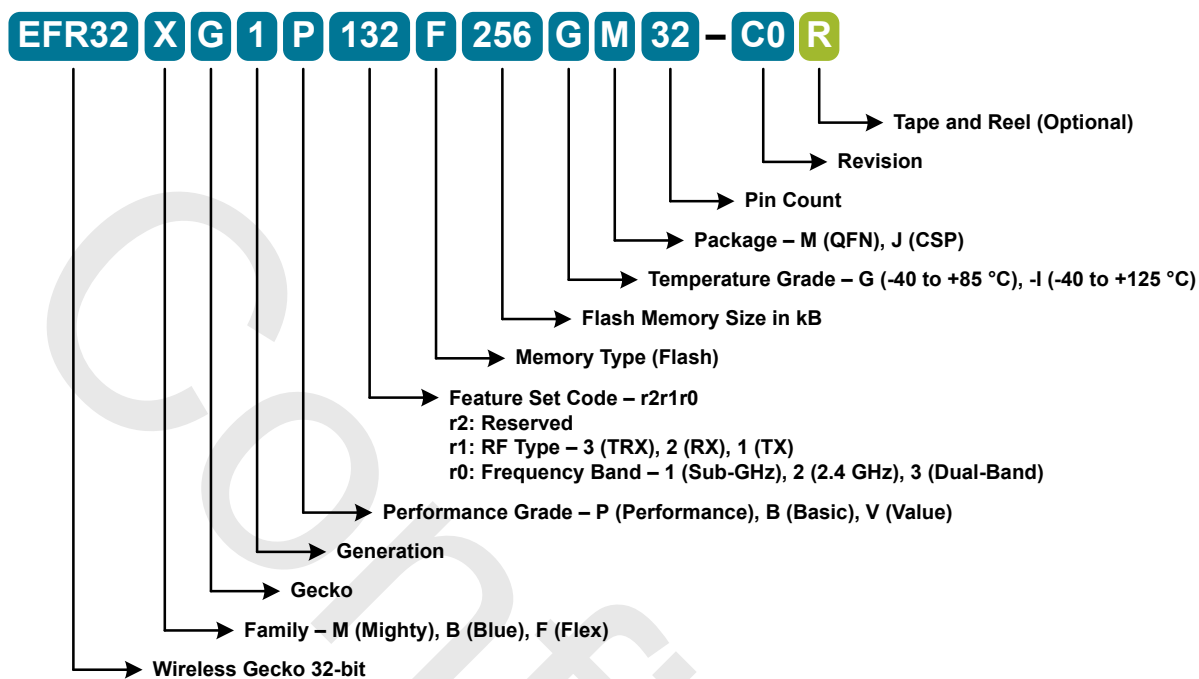 EFR32 X G 1 P 132 F 256 G M 32 – C0 R
Tape and Reel (Optional)
Revision
Pin Count
Package – M (QFN), J (CSP)
Temperature Grade – G (-40 to +85 °C), -I (-40 to +125 °C)
Flash Memory Size in kB
Memory Type (Flash)
Feature Set Code – r2r1r0
r2: Reserved
r1: RF Type – 3 (TRX), 2 (RX), 1 (TX)
r0: Frequency Band – 1 (Sub-GHz), 2 (2.4 GHz), 3 (Dual-Band)
Performance Grade – P (Performance), B (Basic), V (Value)
Generation
Gecko
Family – M (Mighty), B (Blue), F (Flex)
Wireless Gecko 32-bit